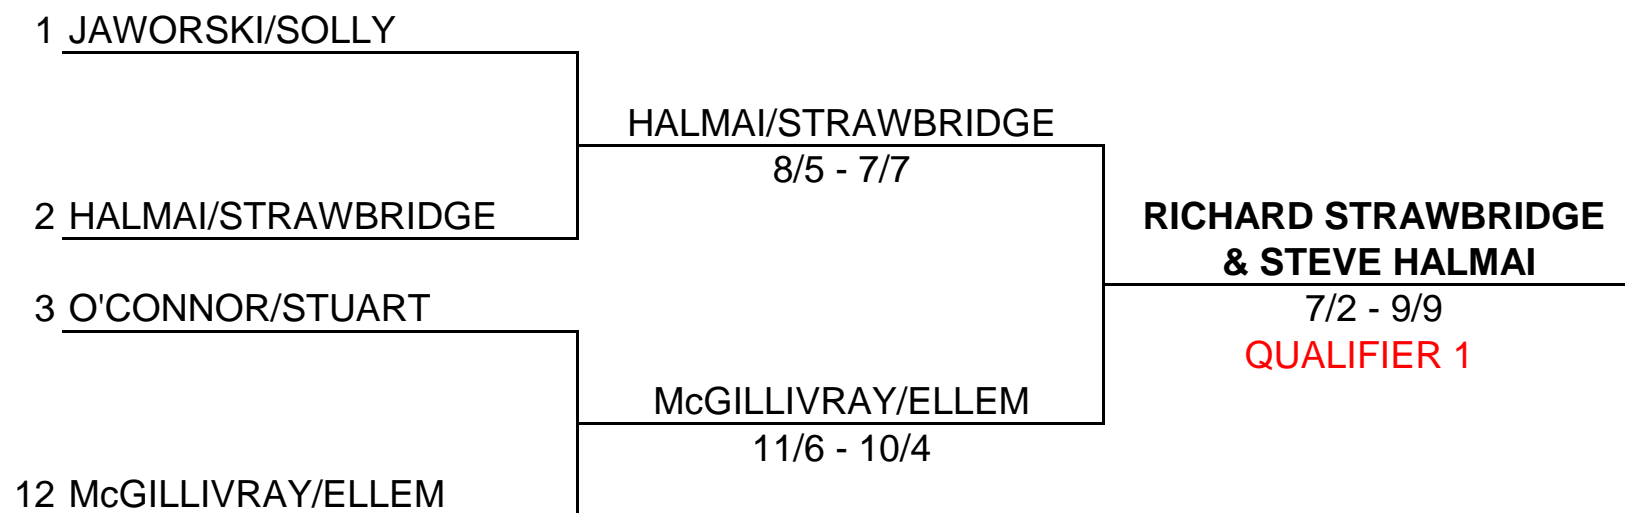 1 JAWORSKI/SOLLY
HALMAI/STRAWBRIDGE
8/5 - 7/7
2 HALMAI/STRAWBRIDGE
RICHARD STRAWBRIDGE
& STEVE HALMAI
3 O'CONNOR/STUART
7/2 - 9/9
QUALIFIER 1
McGILLIVRAY/ELLEM
11/6 - 10/4
12 McGILLIVRAY/ELLEM